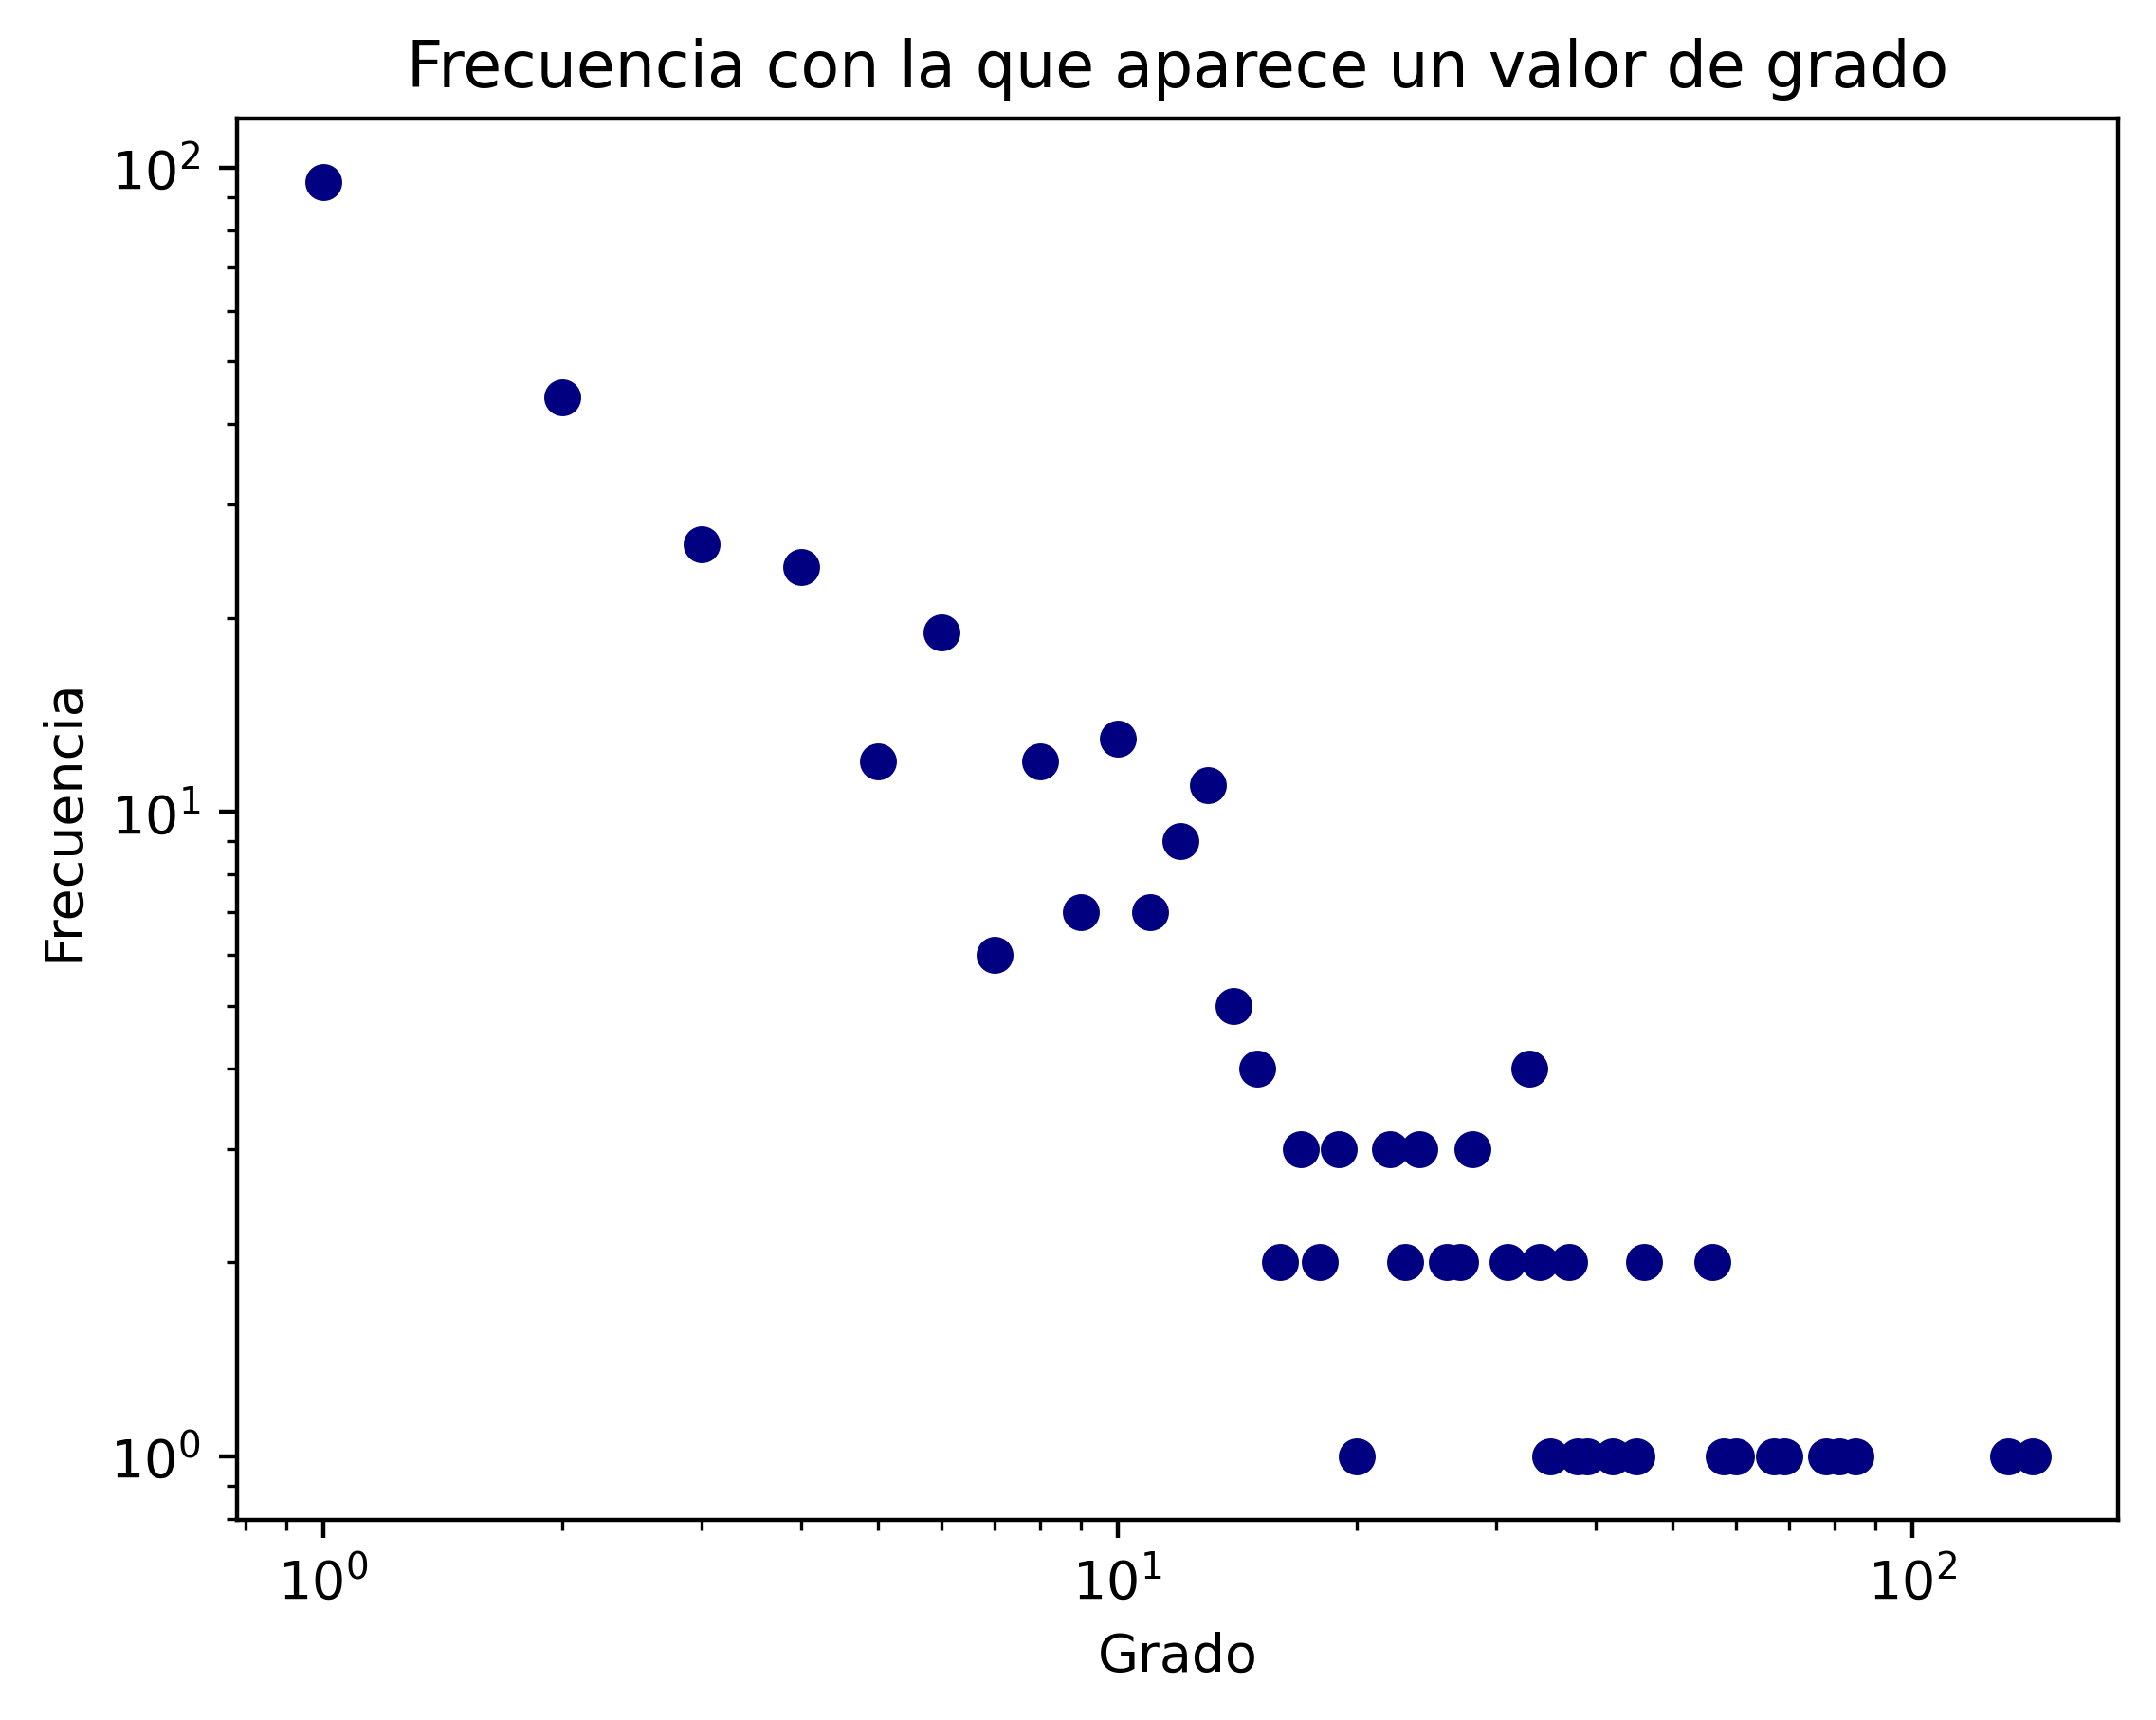 Frecuencia con la que aparece un valor de grado
Frecuencia
10²
10¹
10⁰
10⁰ 10¹ 10²
Grado